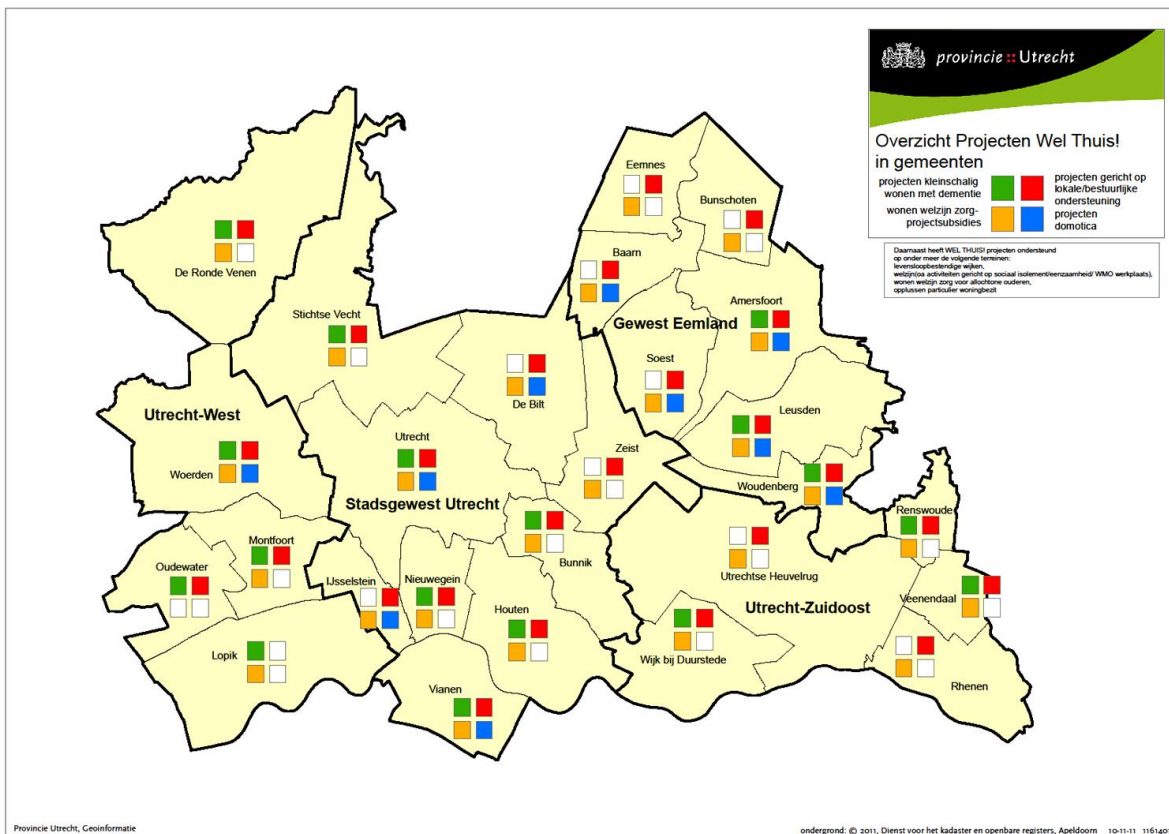 provincie :: Utrecht
Overzicht Projecten Wel Thuis!
in gemeenten
projecten kleinschalig
wonen met dementie
projecten gericht op
lokale/bestuurlijke
ondersteuning
wonen welzijn zorg-
projectsubsidies
projecten
domotica
Daarnaast heeft WEL THUIS! projecten ondersteund
op onder meer de volgende terreinen:
levensloopbestendige wijken,
welzijn(oa activiteiten gericht op sociaal isolement/eenzaamheid/ WMO werkplaats),
wonen welzijn zorg voor allochtone ouderen,
opplussen particulier woningbezit
Eemnes
Bunschoten
De Ronde Venen
Baarn
Stichtse Vecht
Amersfoort
Gewest Eemland
Soest
De Bilt
Utrecht-West
Leusden
Utrecht
Zeist
Woerden
Woudenberg
Stadsgewest Utrecht
Renswoude
Montfoort
Bunnik
Oudewater
IJsselstein
Nieuwegein
Utrechtse Heuvelrug
Veenendaal
Houten
Utrecht-Zuidoost
Lopik
Wijk bij Duurstede
Rhenen
Vianen
Provincie Utrecht, Geoinformatie
ondergrond: © 2011, Dienst voor het kadaster en openbare registers, Apeldoorn 10-11-11 116140